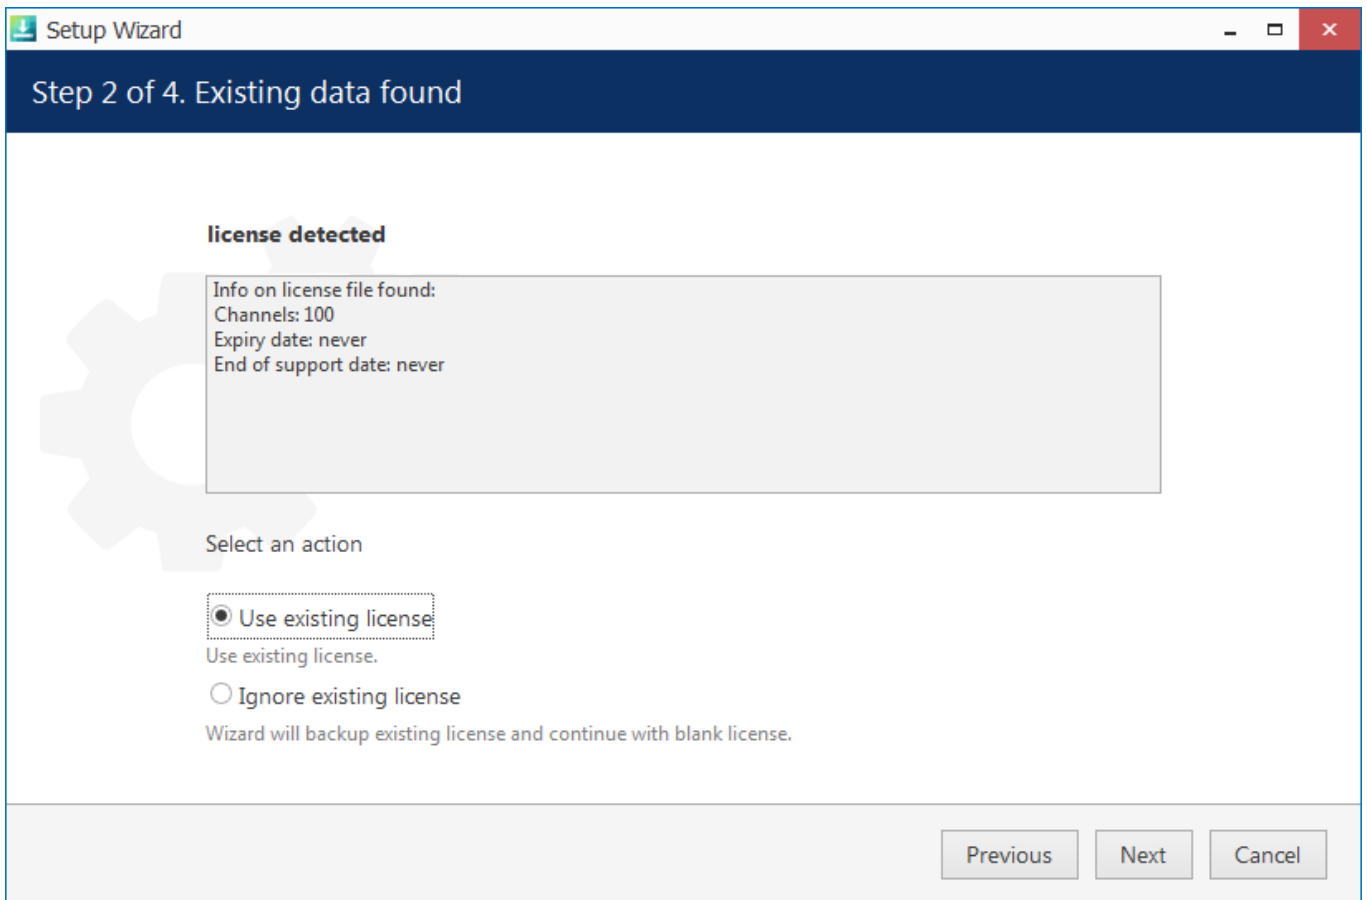 Setup Wizard
Step 2 of 4. Existing data found
license detected
Info on license file found:
Channels: 100
Expiry date: never
End of support date: never
Select an action
Use existing license
Use existing license.
Ignore existing license
Wizard will backup existing license and continue with blank license.
Previous Next Cancel